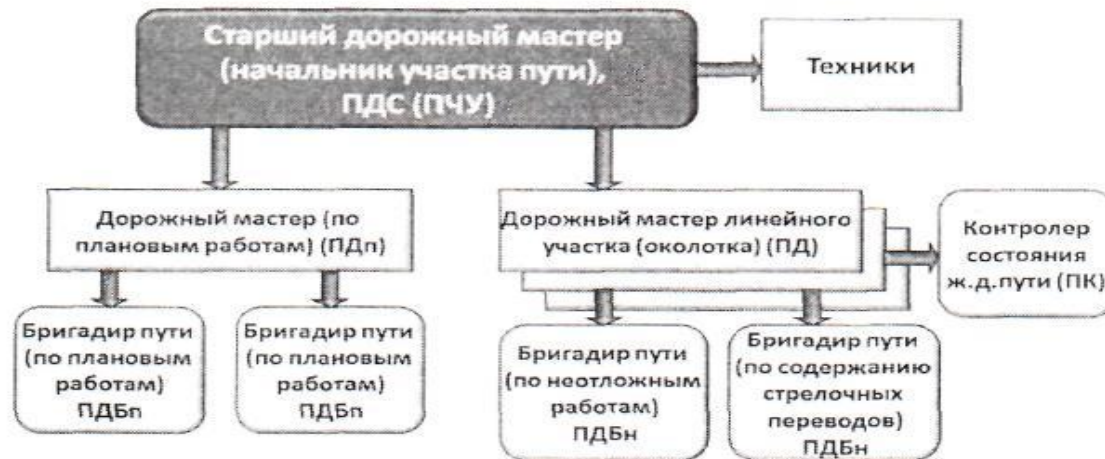 Старший дорожный мастер
(начальник участка пути),
ПДС (ПЧУ)
Техники
Дорожный мастер (по
плановым работам) (ПДп)
Дорожный мастер линейного
участка (околотка) (ПД)
Контролер
состояния
ж.д.пути (ПК)
Бригадир пути
(по плановым
работам)
ПДБп
Бригадир пути
(по плановым
работам)
ПДБп
Бригадир пути
(по неотложным
работам)
ПДБн
Бригадир пути
(по содержанию
стрелочных
переводов)
ПДБн